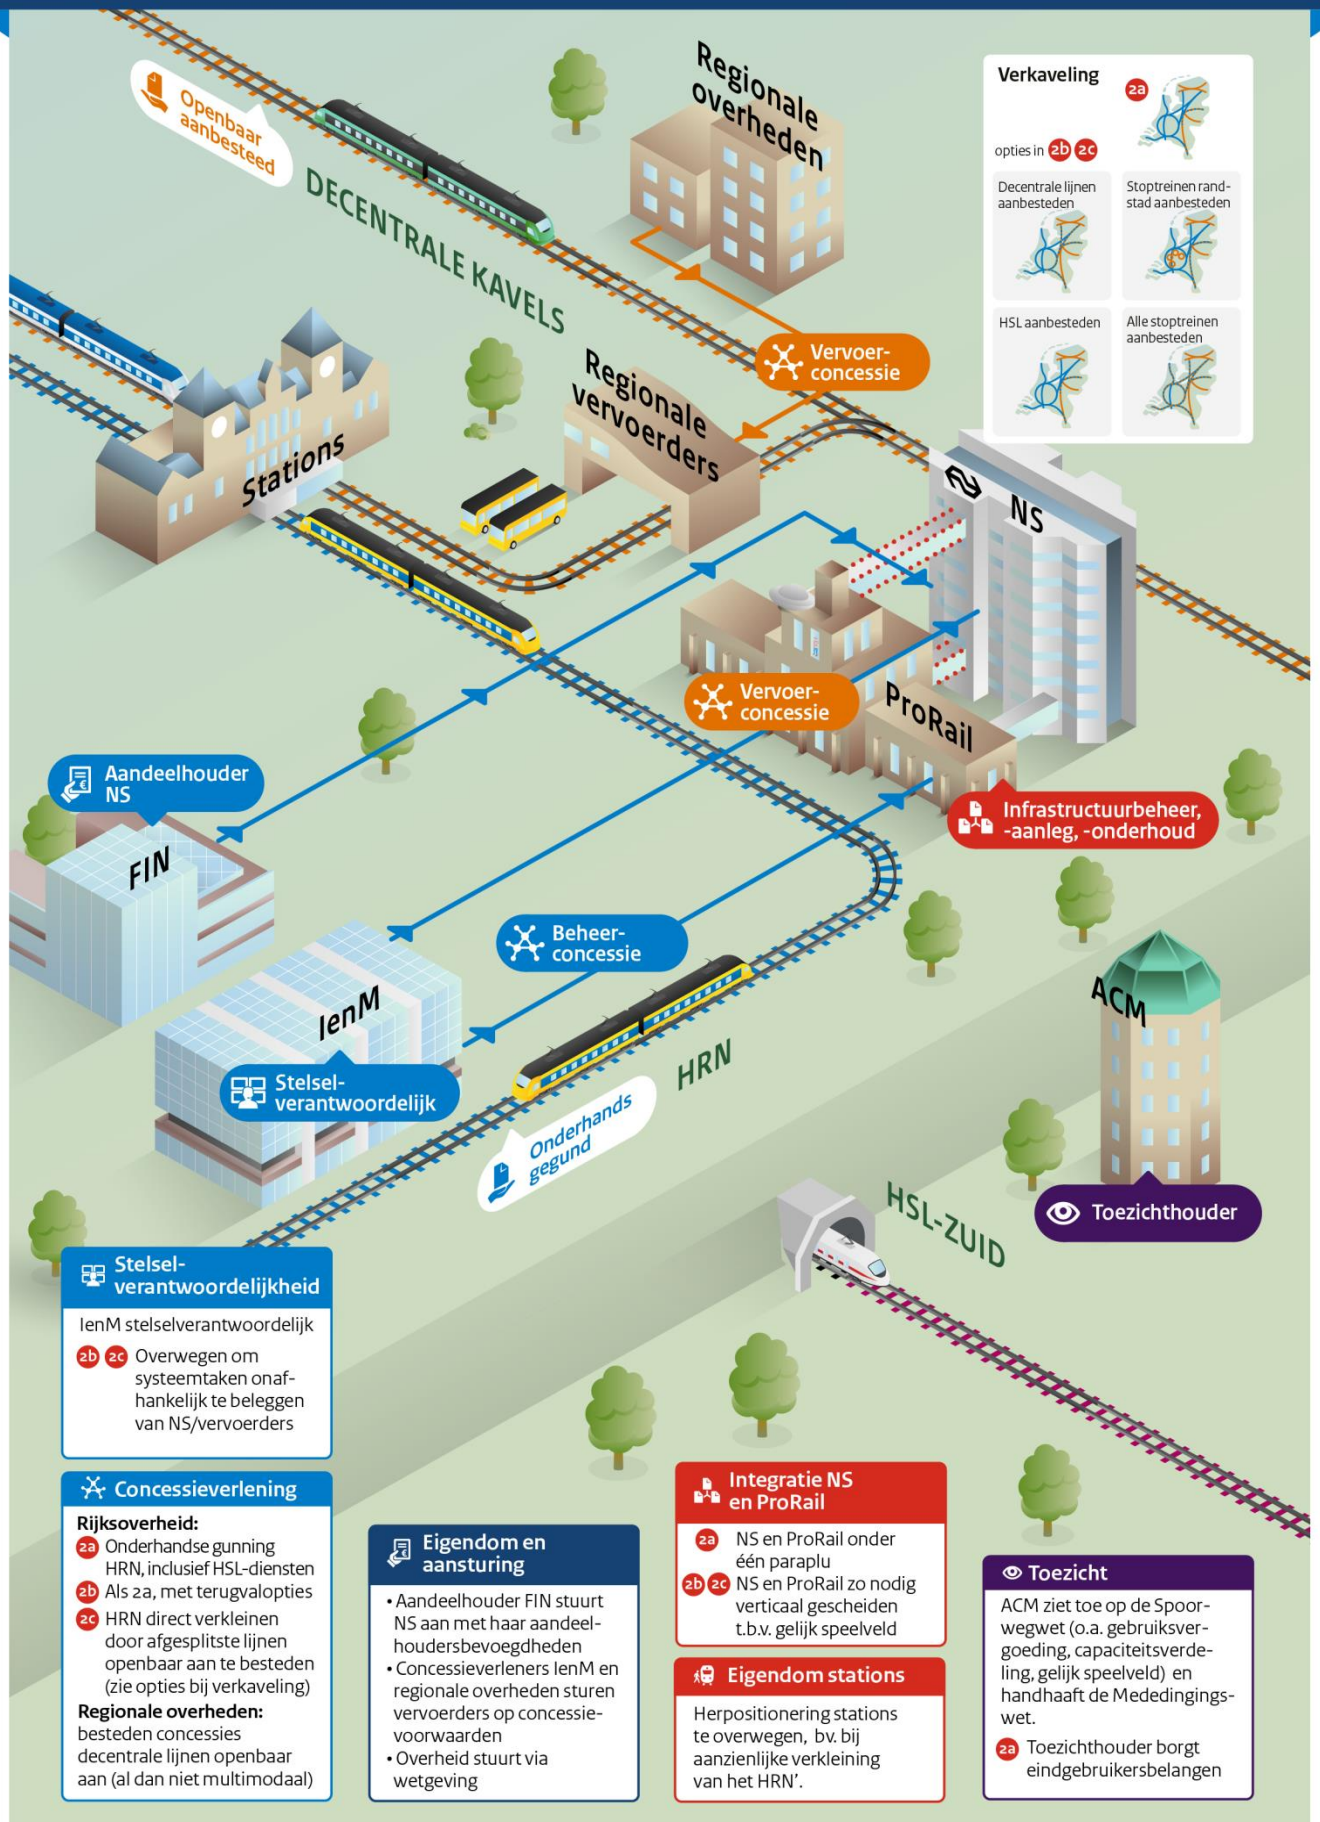 Openbaar
aanbesteed
DECENTRALE KAVELS
Regionale
overheden
Verkaveling
2a
opties in 2b 2c
Decentrale lijnen
aanbesteden
Stoptreinen rand-
stad aanbesteden
HSL aanbesteden
Alle stoptreinen
aanbesteden
Vervoer-
concessie
Regionale
vervoerders
Stations
NS
Vervoer-
concessie
ProRail
Infrastructuurbeheer,
-aanleg, -onderhoud
Aandeelhouder
NS
FIN
Beheer-
concessie
IenM
Stelsel-
verantwoordelijk
HRN
Onderhands
gegund
ACM
Toezichthouder
HSL-ZUID
Stelsel-
verantwoordelijkheid
IenM stelselverantwoordelijk
2b 2c Overwegen om
systeemtaken onaf-
hankelijk te beleggen
van NS/vervoerders
Concessieverlening
Rijksoverheid:
2a Onderhandse gunning
HRN, inclusief HSL-diensten
2b Als 2a, met terugvalopties
2c HRN direct verkleinen
door afgesplitste lijnen
openbaar aan te besteden
(zie opties bij verkaveling)
Regionale overheden:
besteden concessies
decentrale lijnen openbaar
aan (al dan niet multimodaal)
Eigendom en
aansturing
• Aandeelhouder FIN stuurt
NS aan met haar aandeel-
houdersbevoegdheden
• Concessieverleners IenM en
regionale overheden sturen
vervoerders op concessie-
voorwaarden
• Overheid stuurt via
wetgeving
Integratie NS
en ProRail
2a NS en ProRail onder
één paraplu
2b 2c NS en ProRail zo nodig
verticaal gescheiden
t.b.v. gelijk speelveld
Eigendom stations
Herpositionering stations
te overwegen, bv. bij
aanzienlijke verkleining
van het HRN’.
Toezicht
ACM ziet toe op de Spoor-
wegwet (o.a. gebruiksver-
goeding, capaciteitsverde-
ling, gelijk speelveld) en
handhaaft de Mededingings-
wet.
2a Toezichthouder borgt
eindgebruikersbelangen